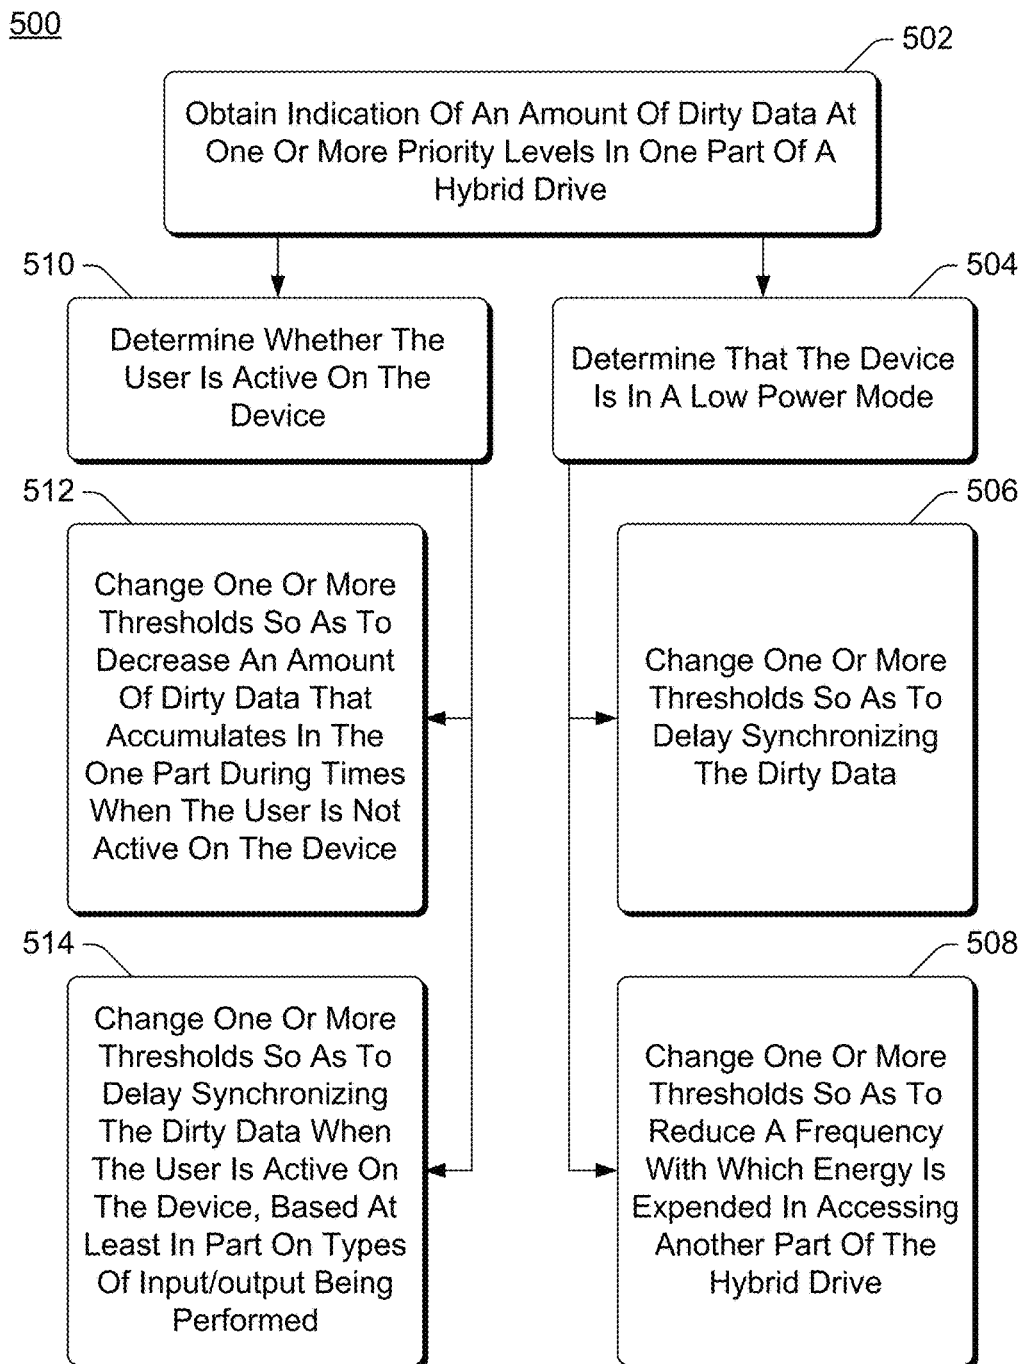 500
502
Obtain Indication Of An Amount Of Dirty Data At
One Or More Priority Levels In One Part Of A
Hybrid Drive
510
Determine Whether The
User Is Active On The
Device
504
Determine That The Device
Is In A Low Power Mode
512
Change One Or More
Thresholds So As To
Decrease An Amount
Of Dirty Data That
Accumulates In The
One Part During Times
When The User Is Not
Active On The Device
506
Change One Or More
Thresholds So As To
Delay Synchronizing
The Dirty Data
514
Change One Or More
Thresholds So As To
Delay Synchronizing
The Dirty Data When
The User Is Active On
The Device, Based At
Least In Part On Types
Of Input/output Being
Performed
508
Change One Or More
Thresholds So As To
Reduce A Frequency
With Which Energy Is
Expended In Accessing
Another Part Of The
Hybrid Drive